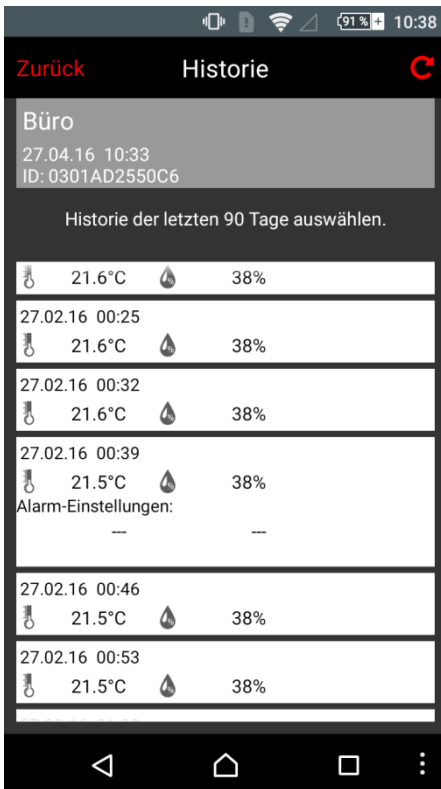 91 % 10:38
Zurück Historie
Büro
27.04.16 10:33
ID: 0301AD2550C6
Historie der letzten 90 Tage auswählen.
21.6°C % 38%
27.02.16 00:25
21.6°C % 38%
27.02.16 00:32
21.6°C % 38%
27.02.16 00:39
21.5°C % 38%
Alarm-Einstellungen:
--- ---
27.02.16 00:46
21.5°C % 38%
27.02.16 00:53
21.5°C % 38%